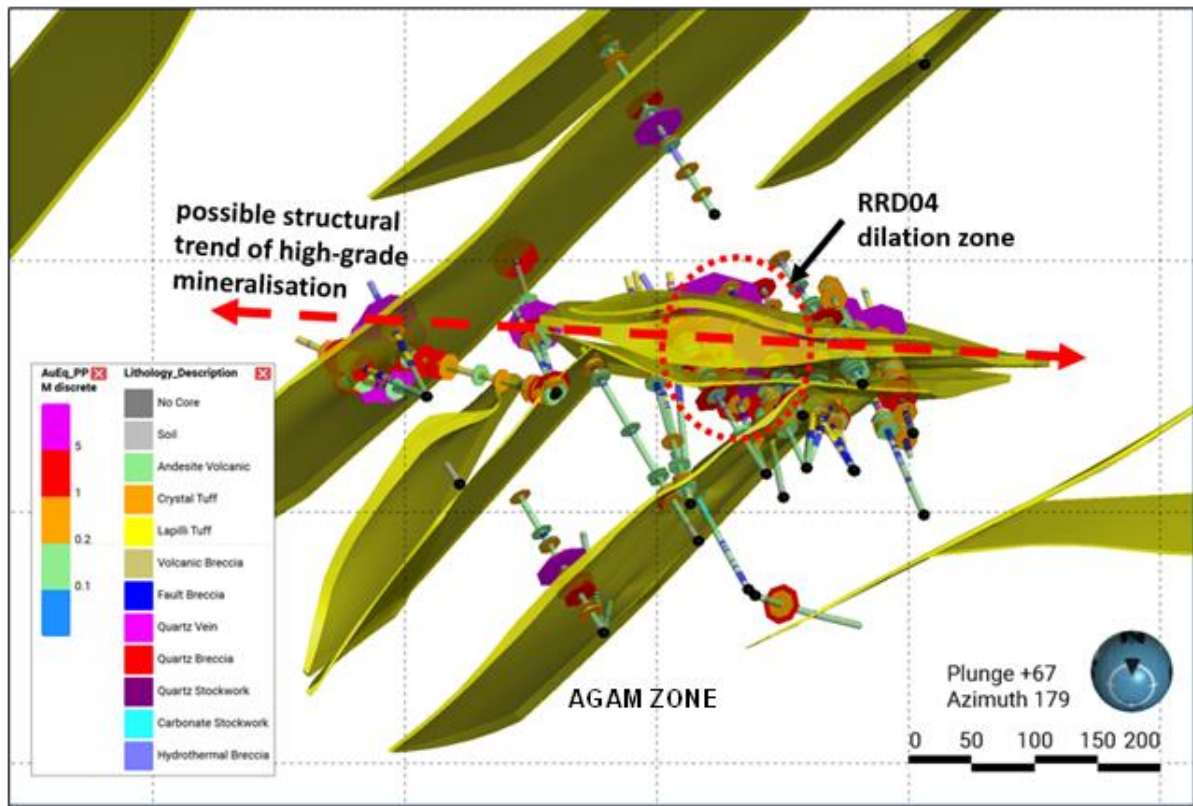 possible structural
trend of high-grade
mineralisation
RRD04
dilation zone
AuEq_PP
M discrete
5
1
0.2
0.1
Lithology_Description
No Core
Soil
Andesite Volcanic
Crystal Tuff
Lapilli Tuff
Volcanic Breccia
Fault Breccia
Quartz Vein
Quartz Breccia
Quartz Stockwork
Carbonate Stockwork
Hydrothermal Breccia
AGAM ZONE
Plunge +67
Azimuth 179
0 50 100 150 200